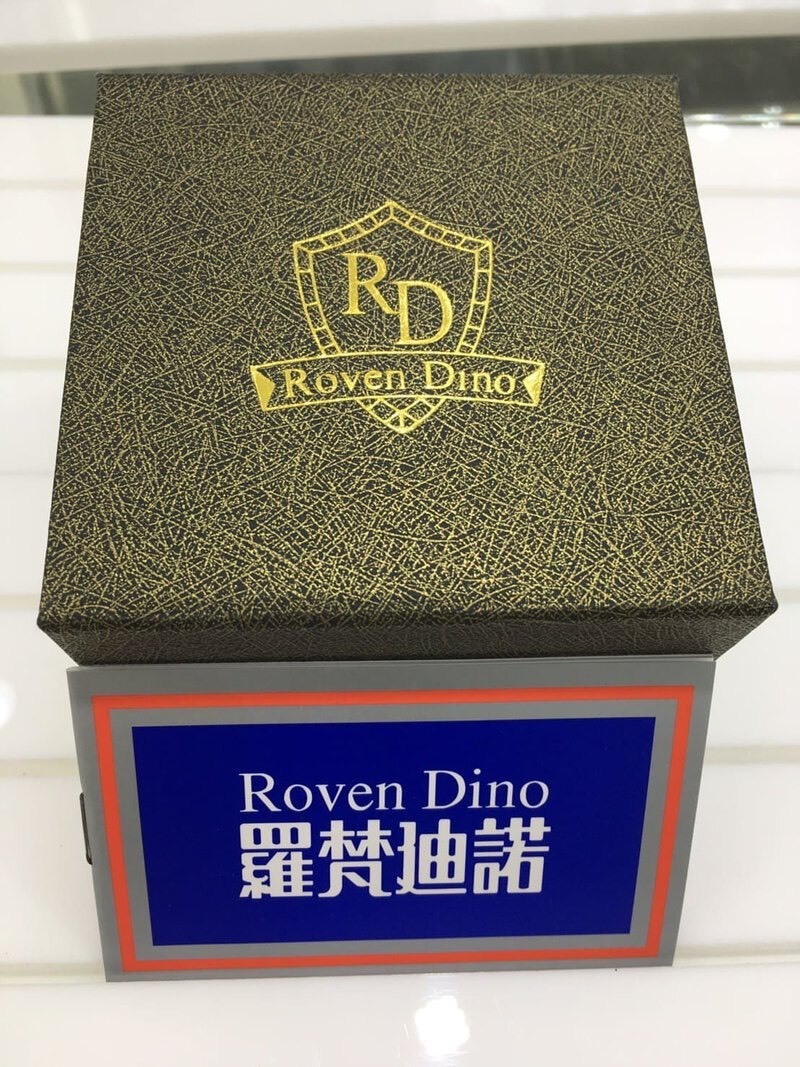 RD
Roven Dino
Roven Dino
羅梵迪諾